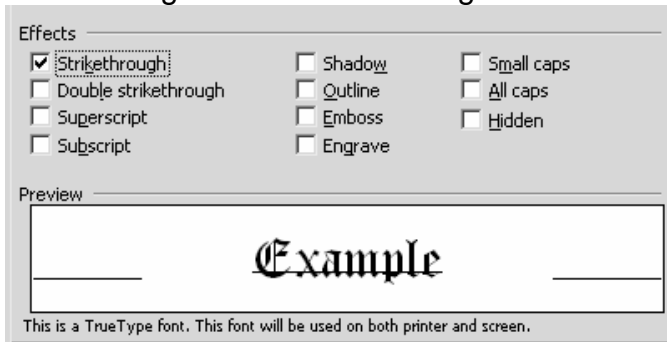 Effects
Strikethrough Shadow Small caps
Double strikethrough Outline All caps
Superscript Emboss Hidden
Subscript Engrave
Preview
Example
This is a TrueType font. This font will be used on both printer and screen.